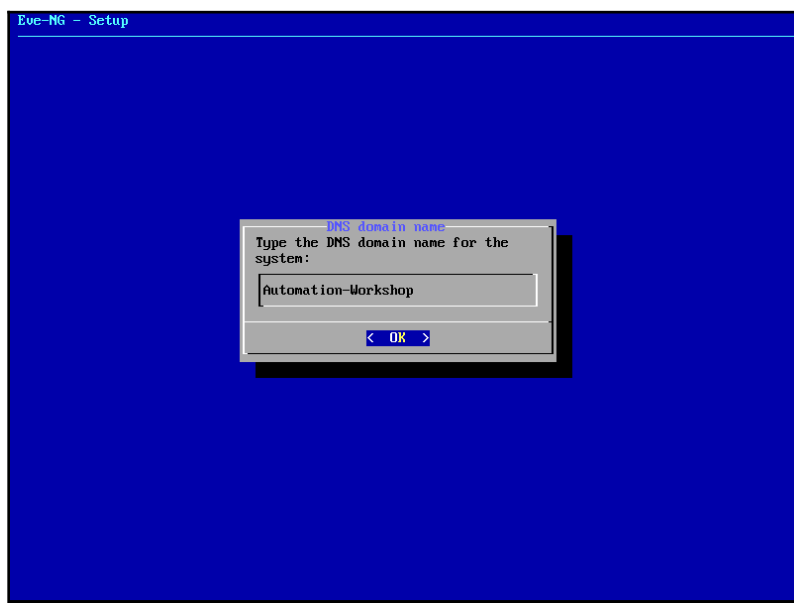 Eve-NG - Setup
DNS domain name
Type the DNS domain name for the
system:
Automation-Workshop
< OK >